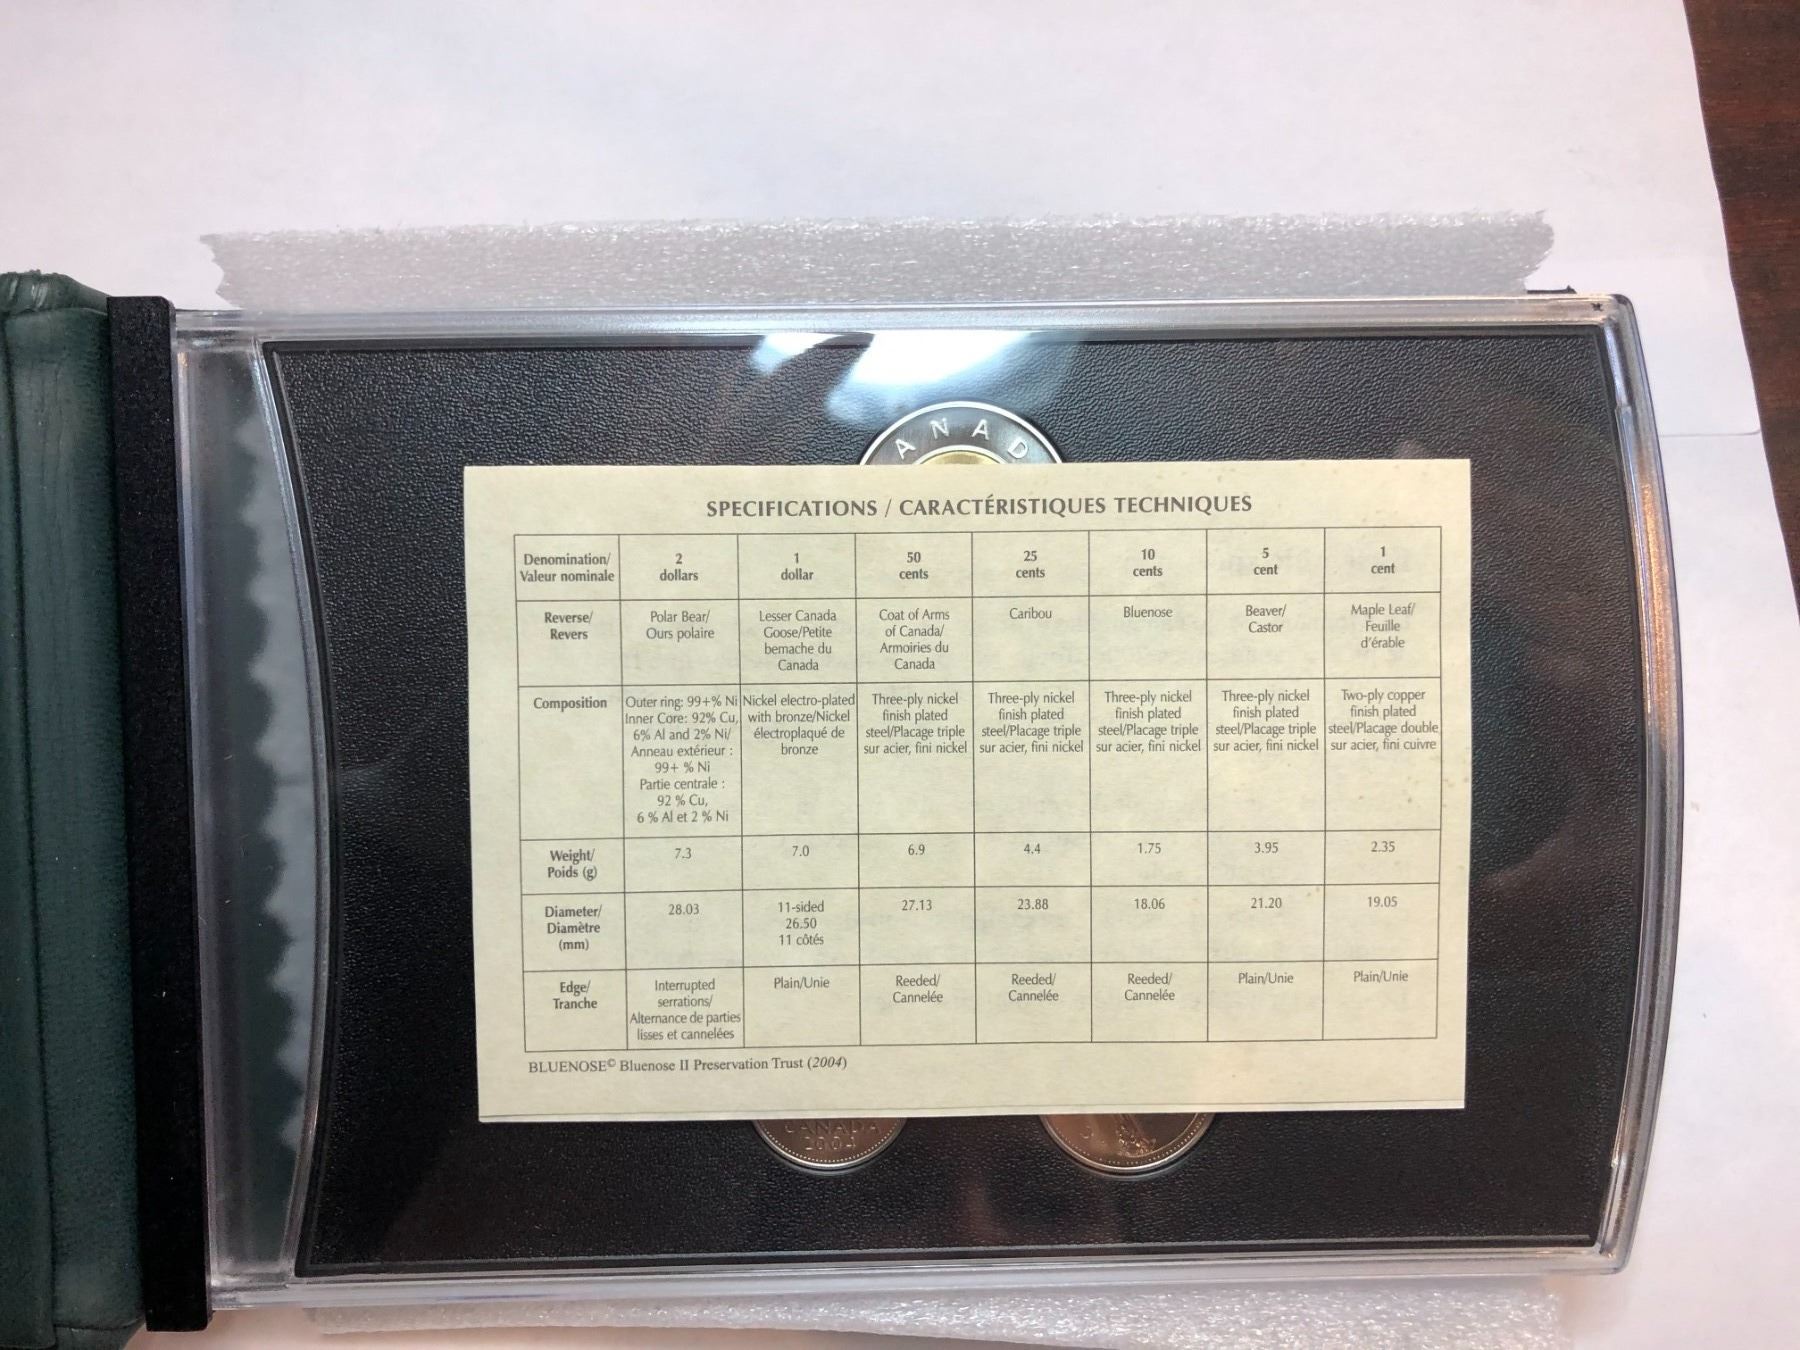 CANAD
SPECIFICATIONS / CARACTÉRISTIQUES TECHNIQUES
Denomination/
Valeur nominale
2
dollars
1
dollar
50
cents
25
cents
10
cents
5
cent
1
cent
Reverse/
Revers
Polar Bear/
Ours polaire
Lesser Canada
Goose/Petite
bernache du
Canada
Coat of Arms
of Canada/
Armoiries du
Canada
Caribou
Bluenose
Beaver/
Castor
Maple Leaf/
Feuille
d'érable
Composition
Outer ring: 99+% Ni
Inner Core: 92% Cu,
6% Al and 2% Ni/
Anneau extérieur :
99+ % Ni
Partie centrale :
92 % Cu,
6 % Al et 2 % Ni
Nickel electro-plated
with bronze/Nickel
électroplaqué de
bronze
Three-ply nickel
finish plated
steel/Placage triple
sur acier, fini nickel
Three-ply nickel
finish plated
steel/Placage triple
sur acier, fini nickel
Three-ply nickel
finish plated
steel/Placage triple
sur acier, fini nickel
Three-ply nickel
finish plated
steel/Placage triple
sur acier, fini nickel
Two-ply copper
finish plated
steel/Placage double
sur acier, fini cuivre
Weight/
Poids (g)
7.3
7.0
6.9
4.4
1.75
3.95
2.35
Diameter/
Diamètre
(mm)
28.03
11-sided
26.50
11 côtés
27.13
23.88
18.06
21.20
19.05
Edge/
Tranche
Interrupted
serrations/
Alternance de parties
lisses et cannelées
Plain/Unie
Reeded/
Cannelée
Reeded/
Cannelée
Reeded/
Cannelée
Plain/Unie
Plain/Unie
BLUENOSE© Bluenose II Preservation Trust (2004)
CANADA
2004